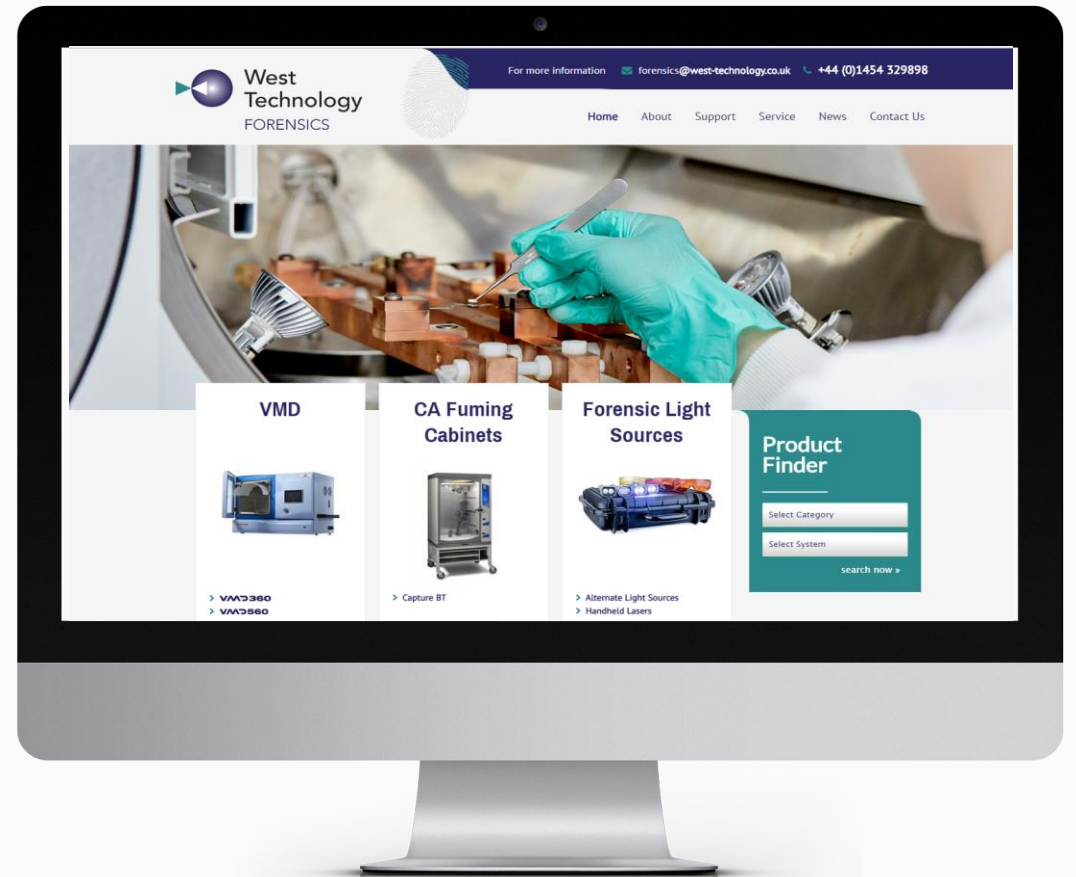 West
Technology
FORENSICS
For more information forensics@west-technology.co.uk +44 (0)1454 329898
Home About Support Service News Contact Us
VMD
> VMD360
> VMD560
CA Fuming
Cabinets
> Capture BT
Forensic Light
Sources
> Alternate Light Sources
> Handheld Lasers
Product
Finder
Select Category
Select System
search now »